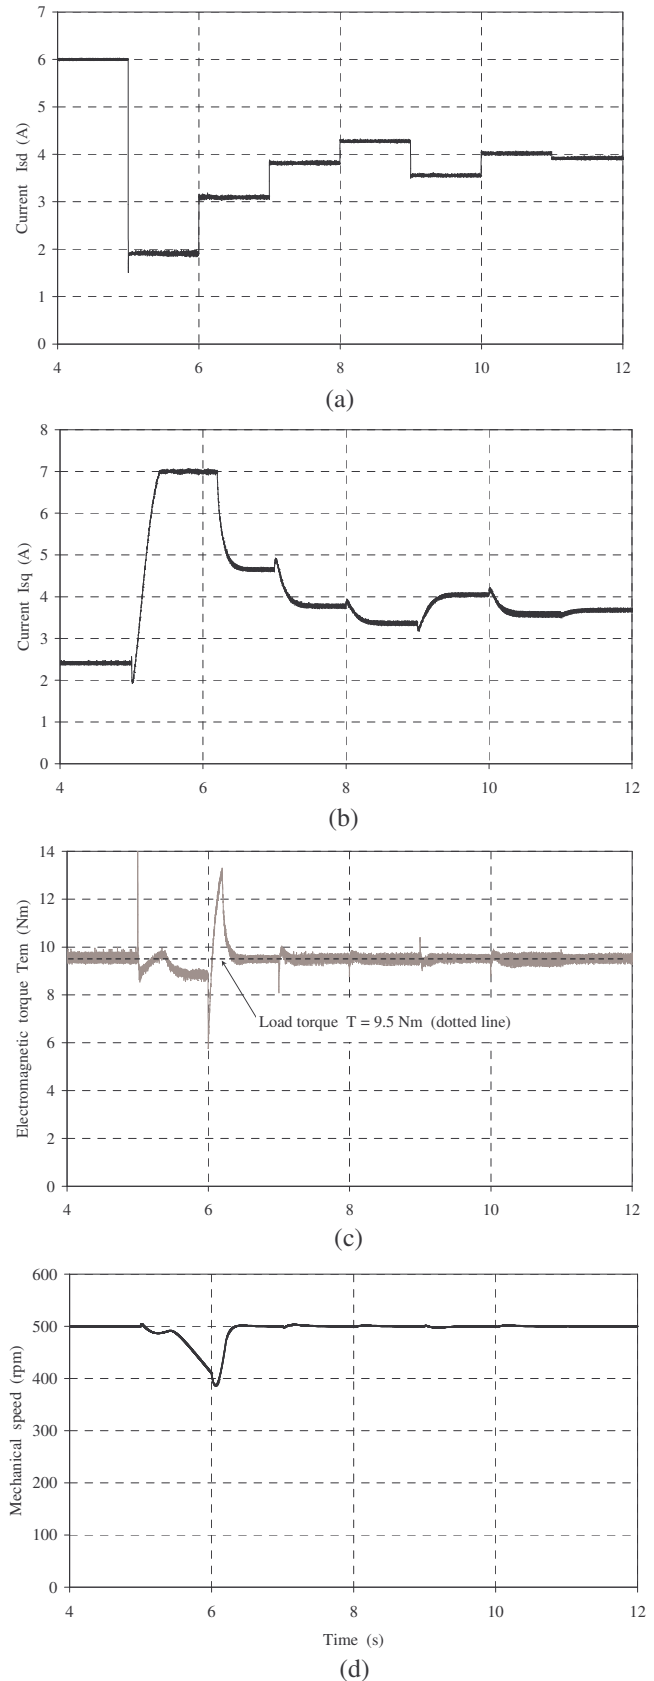 7
6
5
4
3
2
1
0
Current Isd (A)
4 6 8 10 12
(a)
8
7
6
5
4
3
2
1
0
Current Isq (A)
4 6 8 10 12
(b)
14
12
10
8
6
4
2
0
Electromagnetic torque Tem (Nm)
Load torque T = 9.5 Nm (dotted line)
4 6 8 10 12
(c)
600
500
400
300
200
100
0
Mechanical speed (rpm)
4 6 8 10 12
Time (s)
(d)